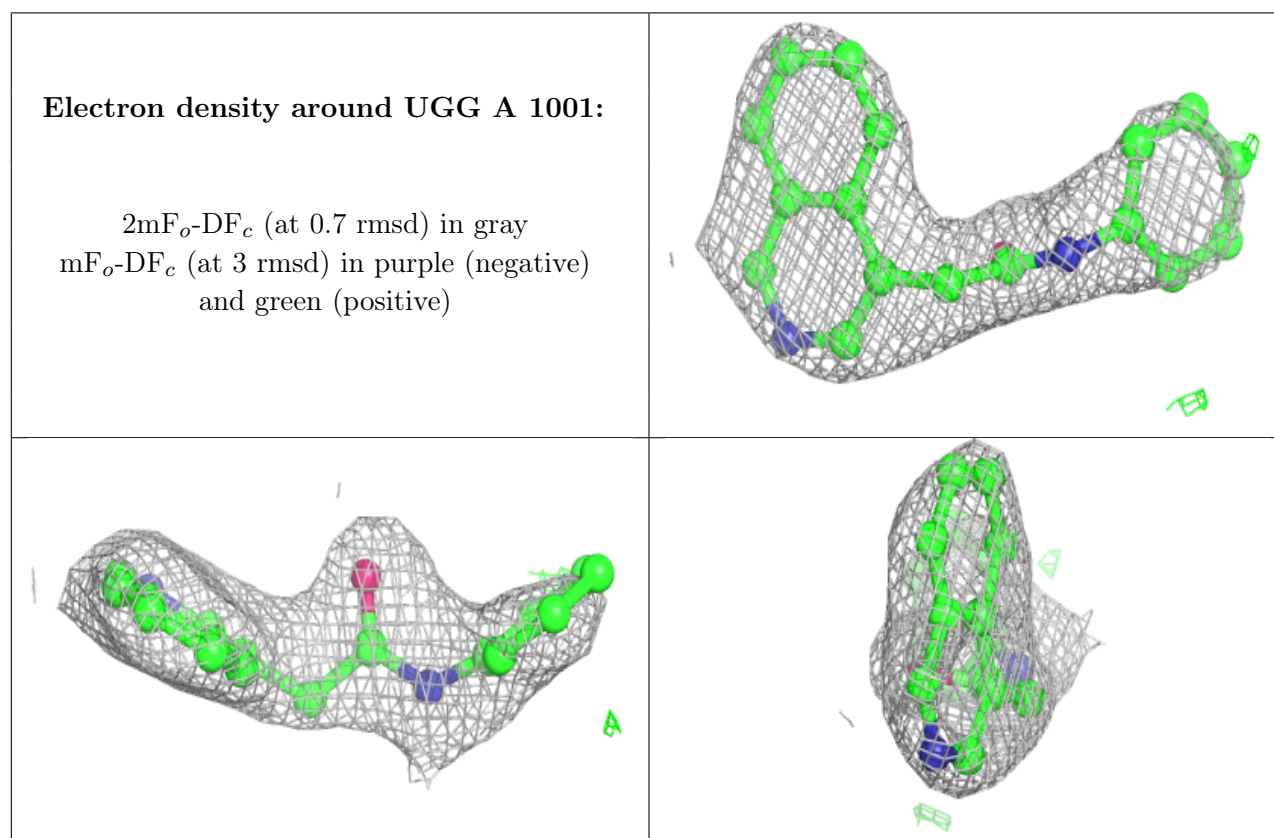 Electron density around UGG A 1001:
2mFo-DFc (at 0.7 rmsd) in gray
mFo-DFc (at 3 rmsd) in purple (negative)
and green (positive)